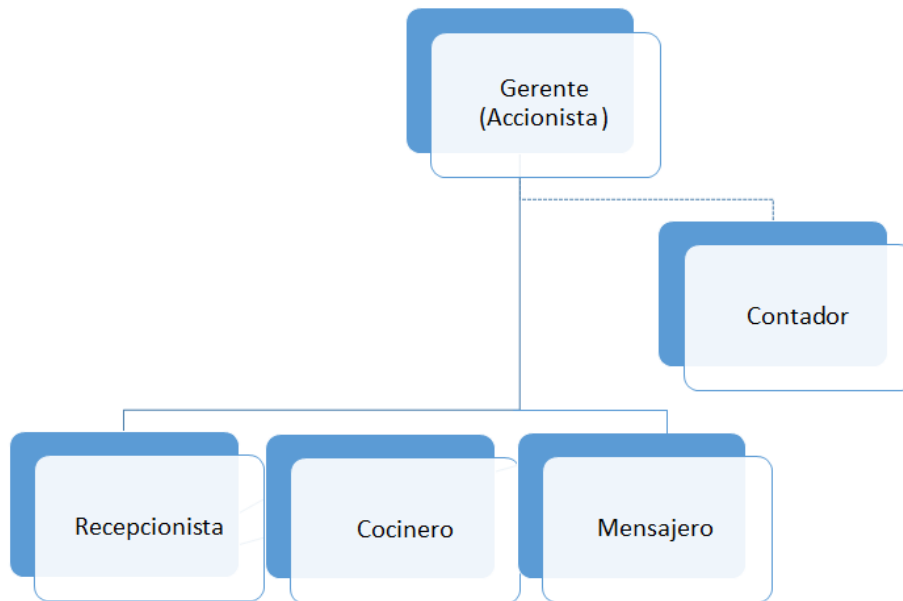 Gerente
(Accionista)
Contador
Recepcionista
Cocinero
Mensajero